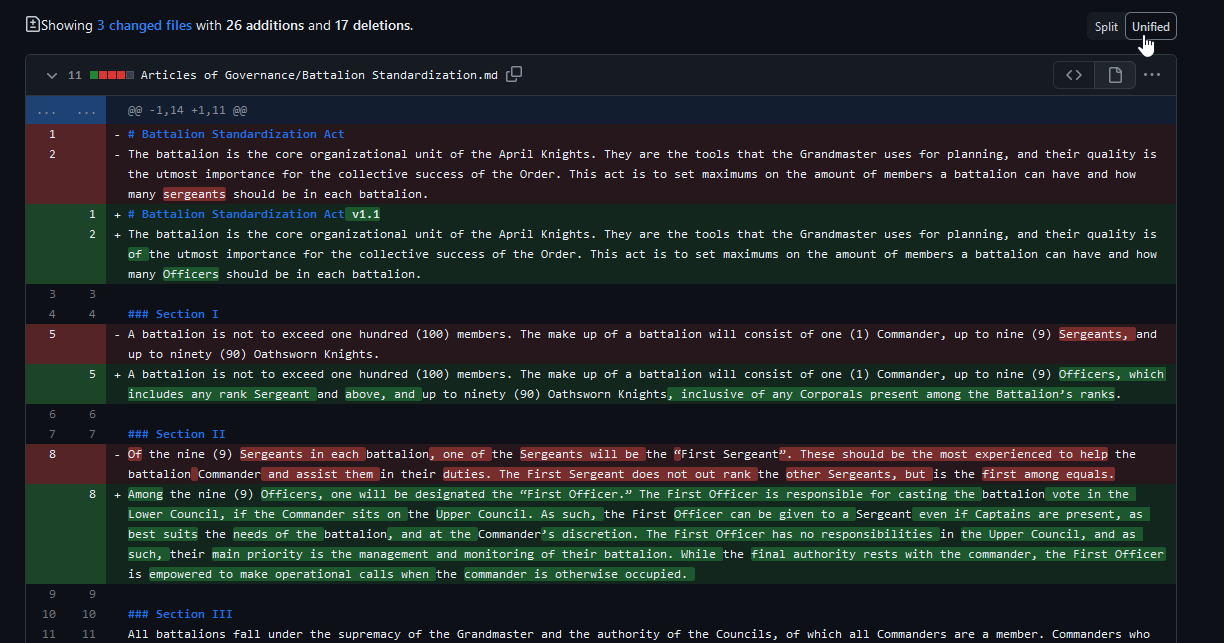 Showing 3 changed files with 26 additions and 17 deletions.
Split Unified
11 Articles of Governance/Battalion Standardization.md
... ... @@ -1,14 +1,11 @@
1 - # Battalion Standardization Act
2 - The battalion is the core organizational unit of the April Knights. They are the tools that the Grandmaster uses for planning, and their quality is
the utmost importance for the collective success of the Order. This act is to set maximums on the amount of members a battalion can have and how
many sergeants should be in each battalion.
1 + # Battalion Standardization Act v1.1
2 + The battalion is the core organizational unit of the April Knights. They are the tools that the Grandmaster uses for planning, and their quality is
of the utmost importance for the collective success of the Order. This act is to set maximums on the amount of members a battalion can have and how
many Officers should be in each battalion.
3 3
4 4 ### Section I
5 - A battalion is not to exceed one hundred (100) members. The make up of a battalion will consist of one (1) Commander, up to nine (9) Sergeants, and
up to ninety (90) Oathsworn Knights.
5 + A battalion is not to exceed one hundred (100) members. The make up of a battalion will consist of one (1) Commander, up to nine (9) Officers, which
includes any rank Sergeant and above, and up to ninety (90) Oathsworn Knights, inclusive of any Corporals present among the Battalion’s ranks.
6 6
7 7 ### Section II
8 - Of the nine (9) Sergeants in each battalion, one of the Sergeants will be the “First Sergeant”. These should be the most experienced to help the
battalion Commander and assist them in their duties. The First Sergeant does not out rank the other Sergeants, but is the first among equals.
8 + Among the nine (9) Officers, one will be designated the “First Officer.” The First Officer is responsible for casting the battalion vote in the
Lower Council, if the Commander sits on the Upper Council. As such, the First Officer can be given to a Sergeant even if Captains are present, as
best suits the needs of the battalion, and at the Commander’s discretion. The First Officer has no responsibilities in the Upper Council, and as
such, their main priority is the management and monitoring of their battalion. While the final authority rests with the commander, the First Officer
is empowered to make operational calls when the commander is otherwise occupied.
9 9
10 10 ### Section III
11 11 All battalions fall under the supremacy of the Grandmaster and the authority of the Councils, of which all Commanders are a member. Commanders who